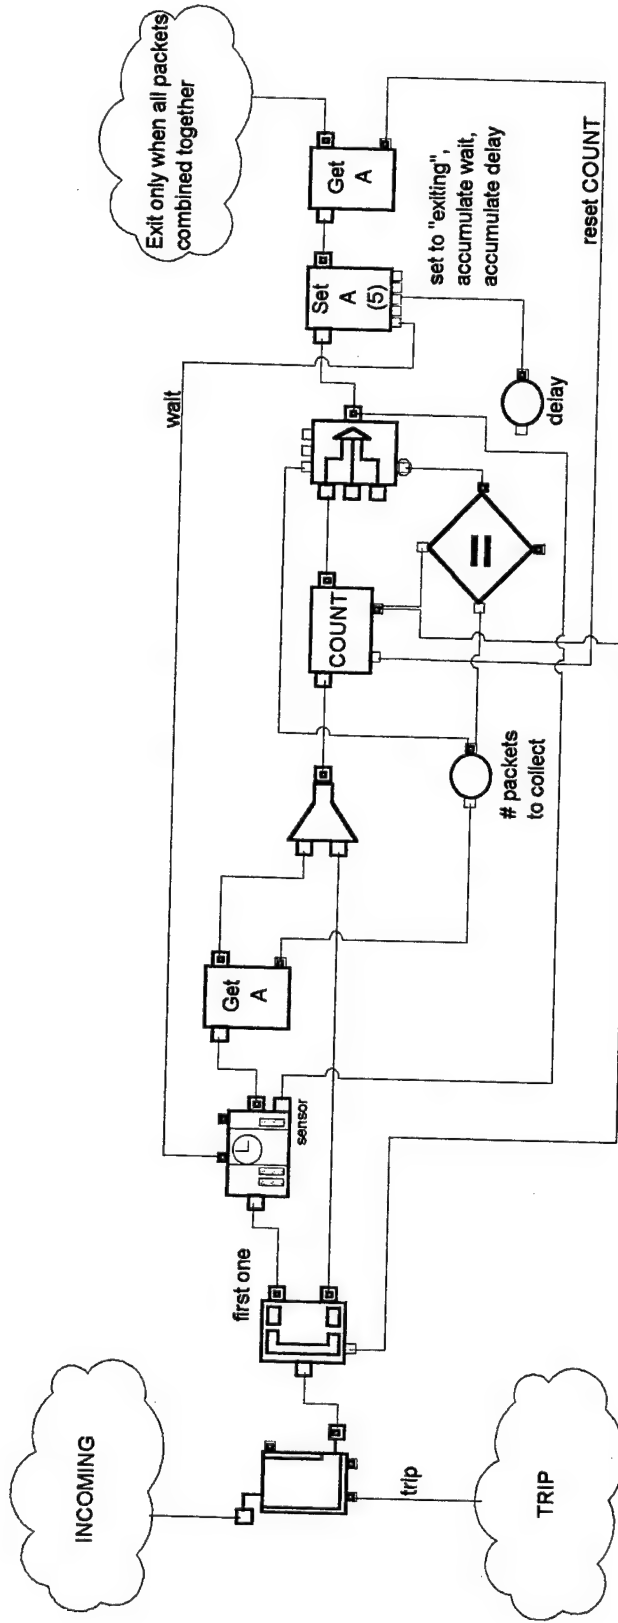 INCOMING
TRIP
trip
first one
sensor
Get
A
wait
# packets
to collect
COUNT
=
delay
Set
A
(5)
set to "exiting",
accumulate wait,
accumulate delay
Get
A
reset COUNT
Exit only when all packets
combined together